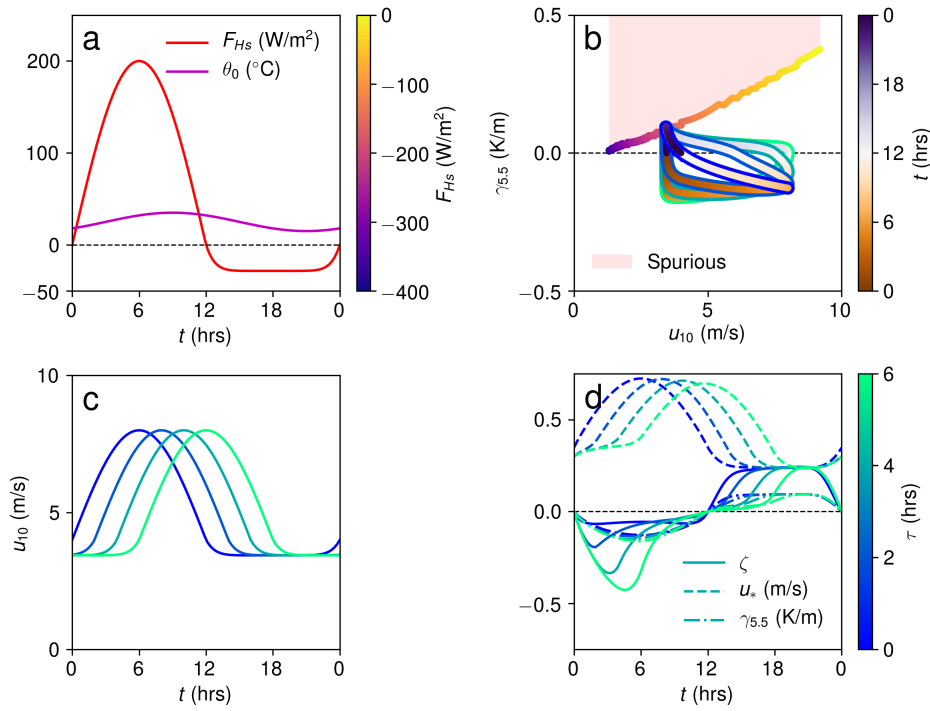 a
F_Hs (W/m²)
θ₀ (°C)
200
100
0
−50
0
6
12
18
0
t (hrs)
0
−100
−200
−300
−400
F_Hs (W/m²)
b
0.5
0.0
−0.5
γ₅.₅ (K/m)
Spurious
0
5
10
u₁₀ (m/s)
0
18
12
6
0
t (hrs)
c
10
5
0
u₁₀ (m/s)
0
6
12
18
0
t (hrs)
d
0.5
0.0
−0.5
ζ
u* (m/s)
γ₅.₅ (K/m)
0
6
12
18
0
t (hrs)
6
4
2
0
τ (hrs)